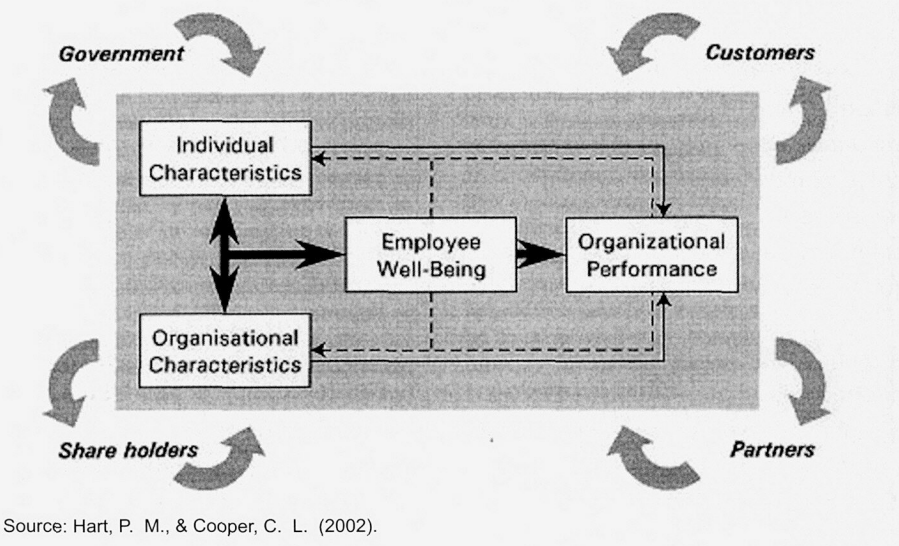 Government
Customers
Individual
Characteristics
Employee
Well-Being
Organizational
Performance
Organisational
Characteristics
Share holders
Partners
Source: Hart, P. M., & Cooper, C. L. (2002).